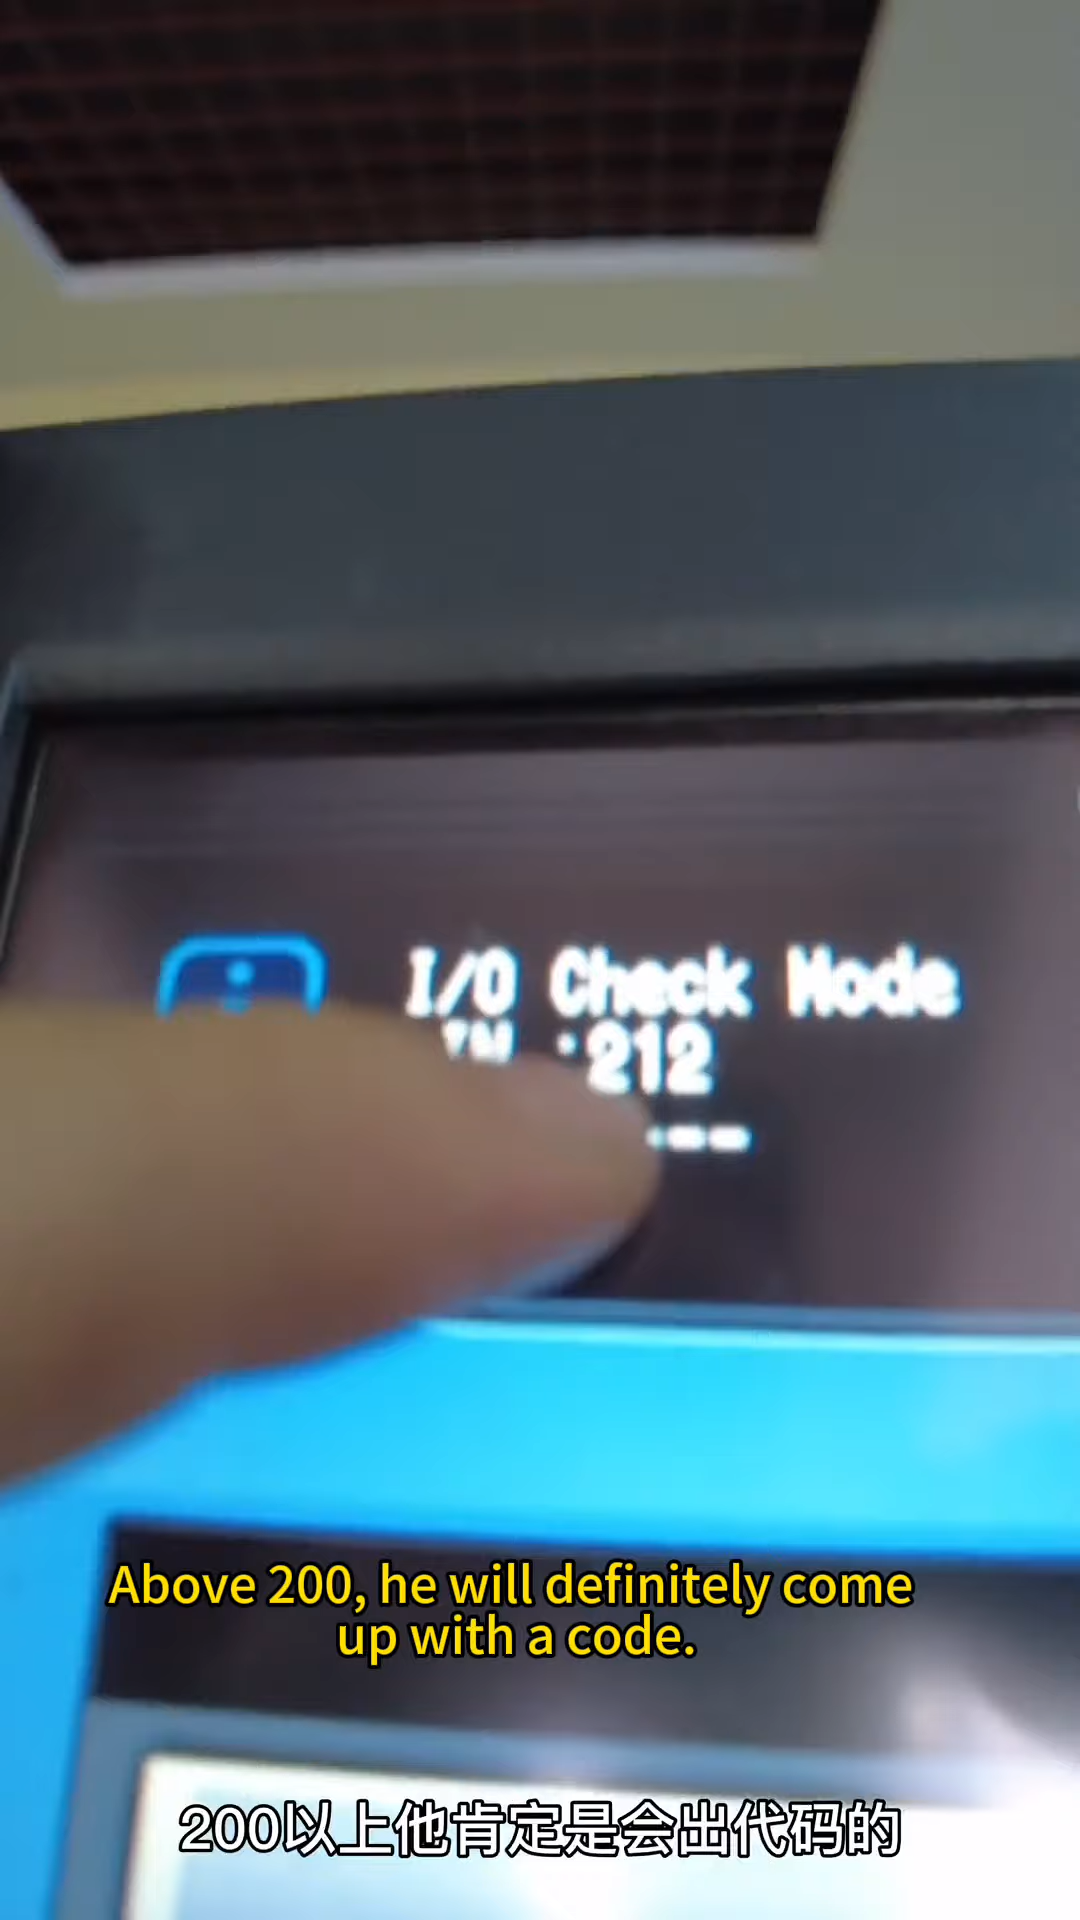 I/O Check Mode
:212
Above 200, he will definitely come
up with a code.
200以上他肯定是会出代码的